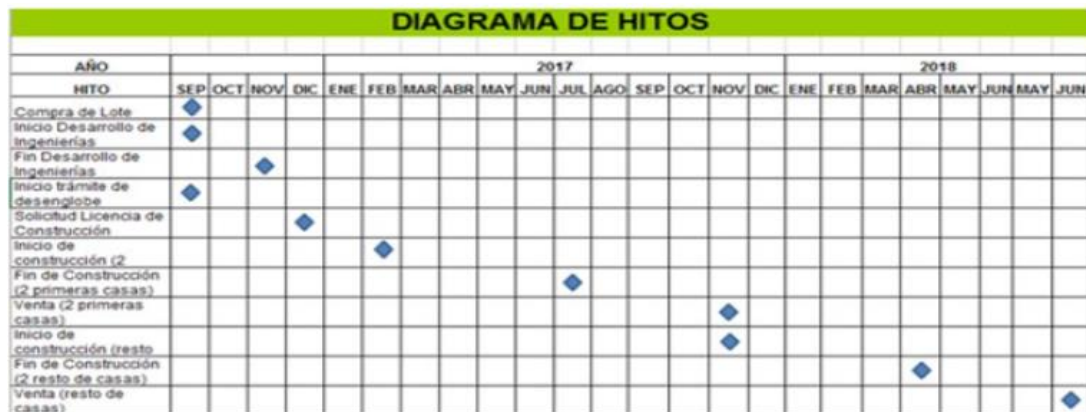 DIAGRAMA DE HITOS
AÑO 2017 2018
HITO SEP OCT NOV DIC ENE FEB MAR ABR MAY JUN JUL AGO SEP OCT NOV DIC ENE FEB MAR ABR MAY JUN MAY JUN
Compra de Lote
Inicio Desarrollo de
Ingenierías
Fin Desarrollo de
Ingenierías
Inicio trámite de
desenglobe
Solicitud Licencia de
Construcción
Inicio de
construcción (2
Fin de Construcción
(2 primeras casas)
Venta (2 primeras
casas)
Inicio de
construcción (resto
Fin de Construcción
(2 resto de casas)
Venta (resto de
casas)